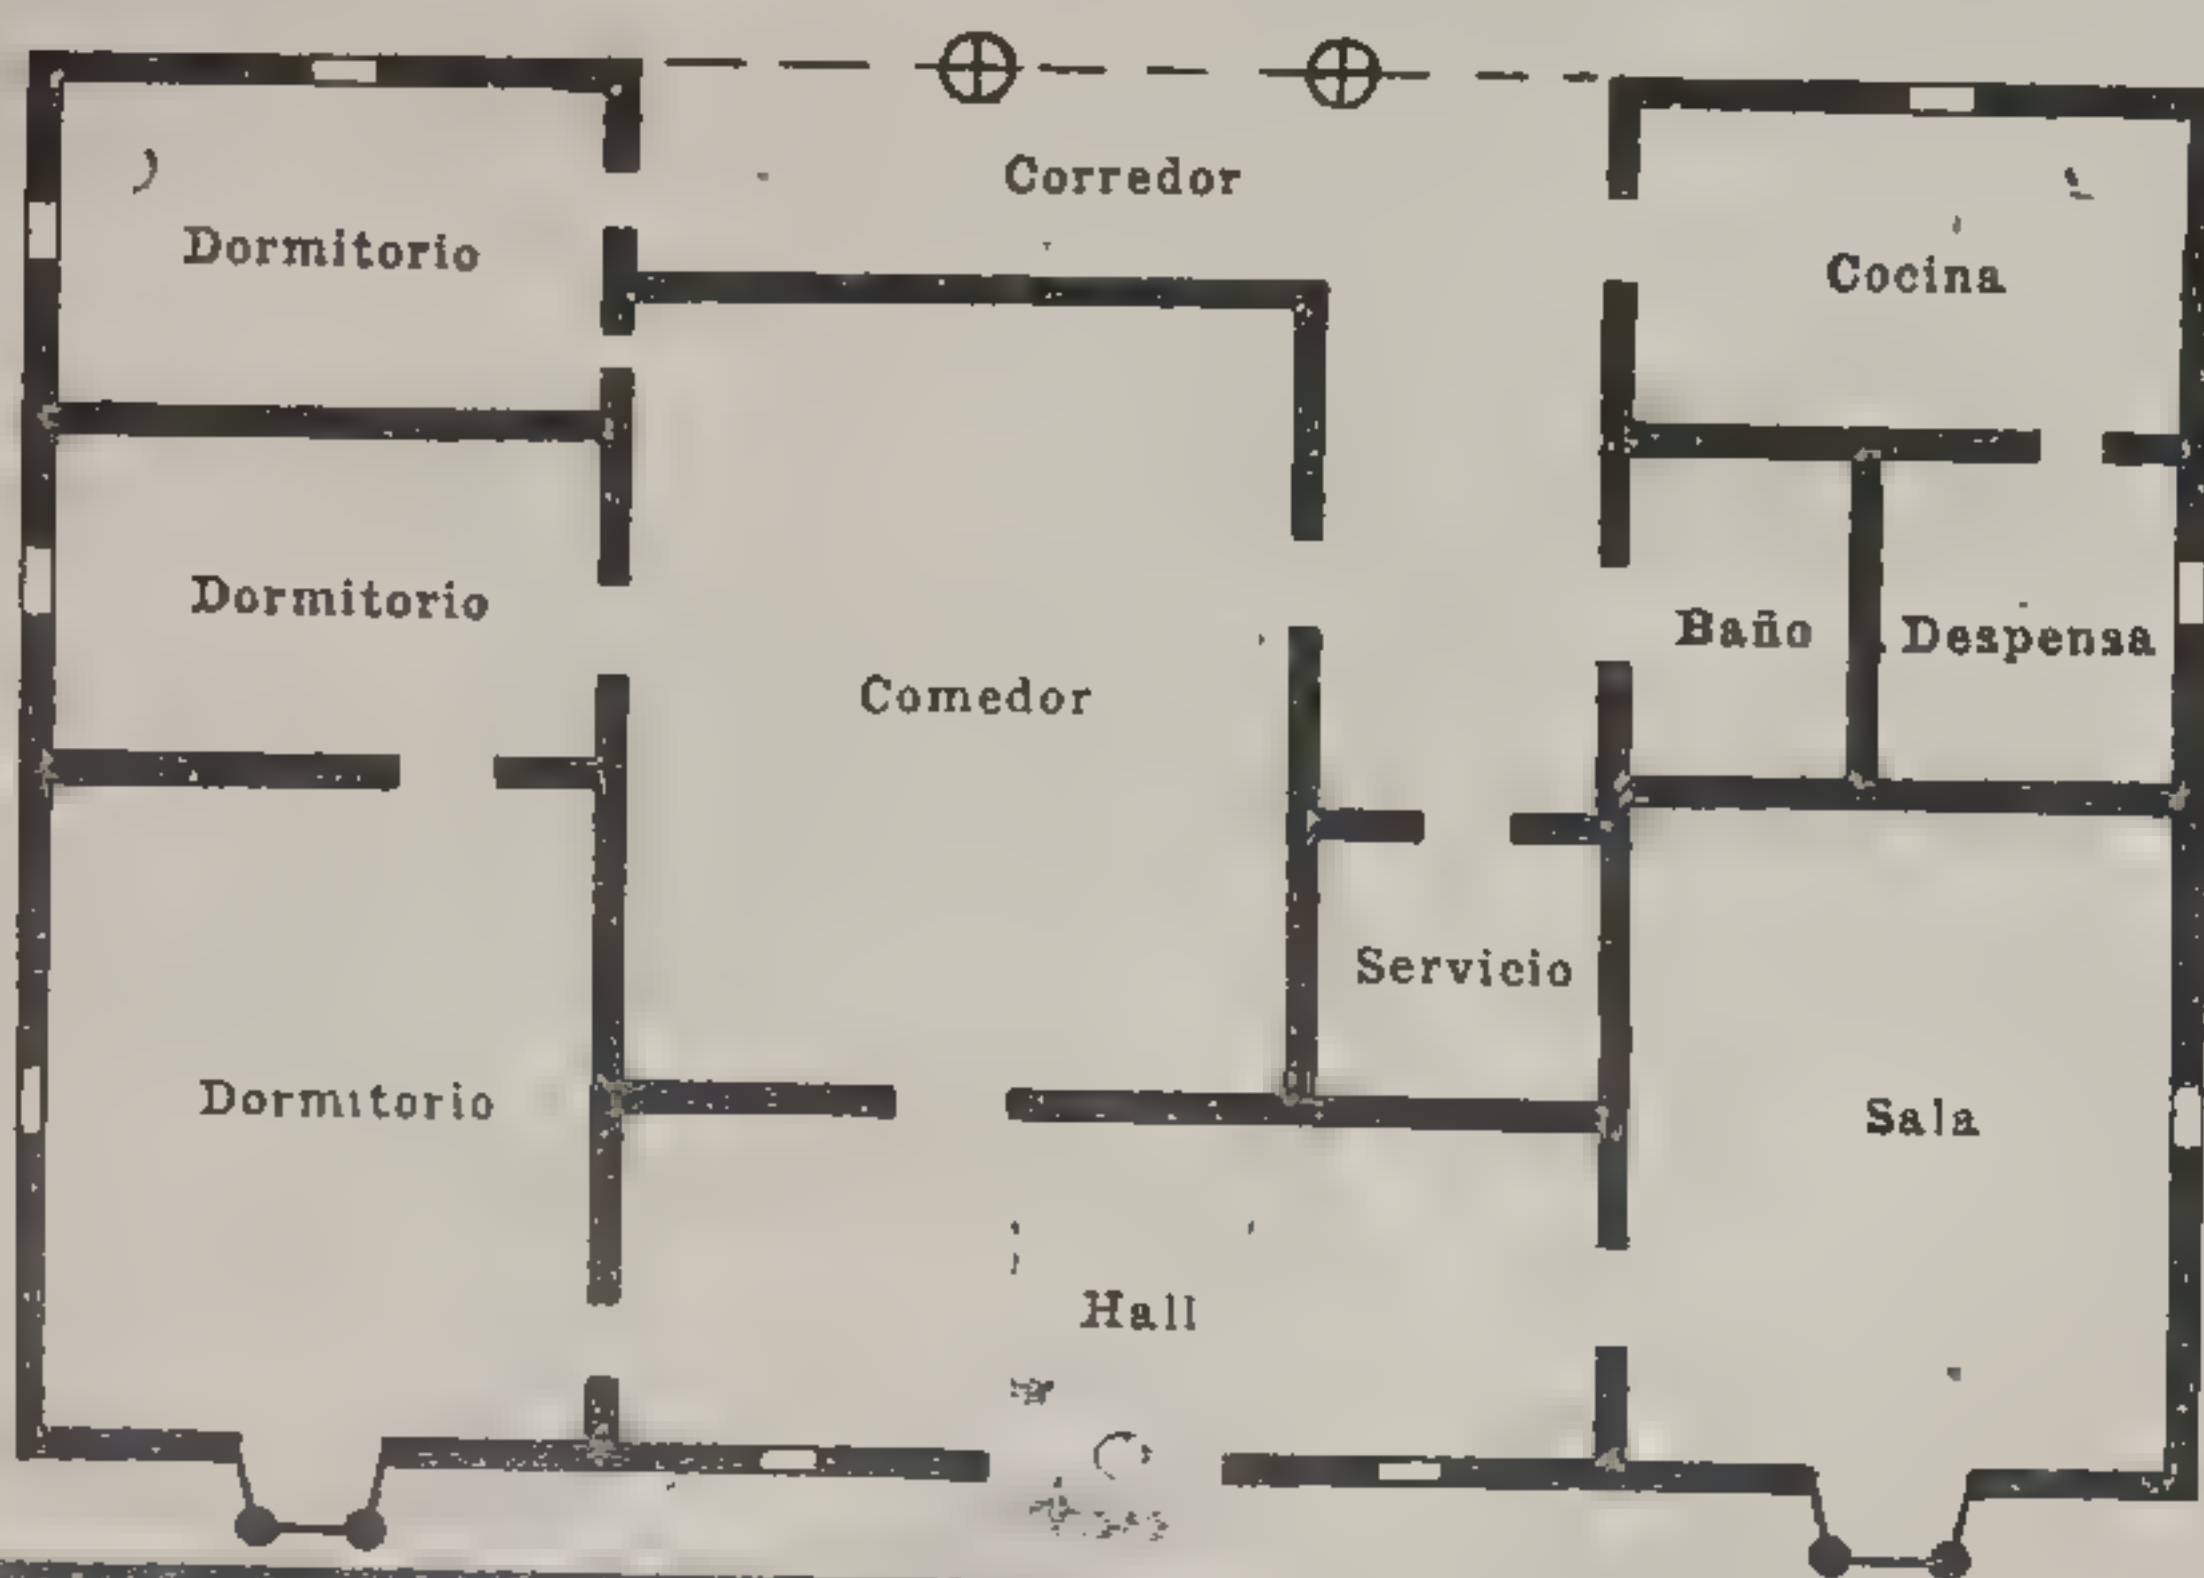 Corredor
Dormitorio
Cocina
Dormitorio
Baño
Despensa
Comedor
Servicio
Dormitorio
Sala
Hall